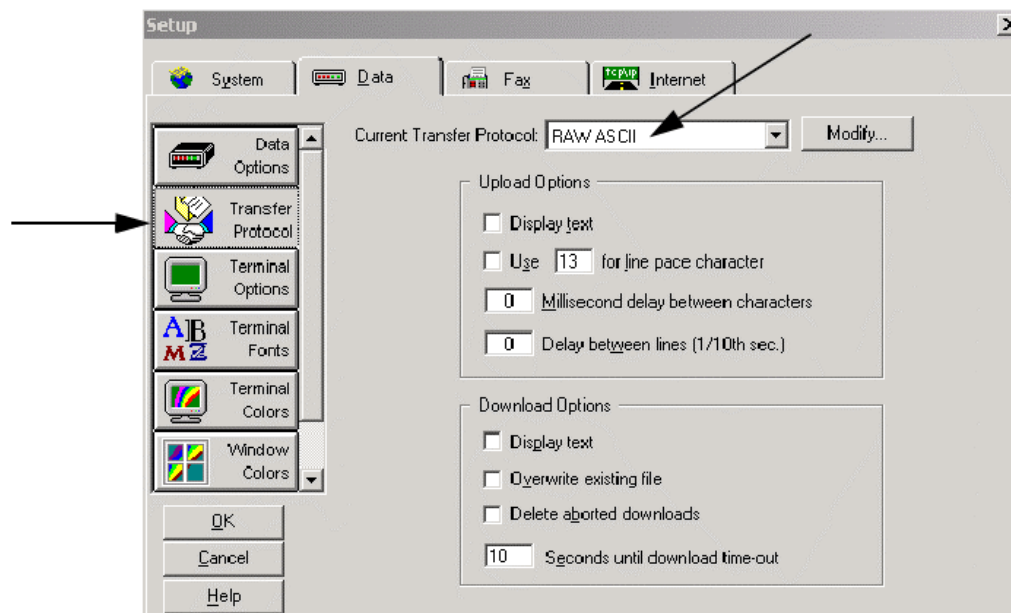 Setup
System
Data
Fax
Tcp\ip
Internet
Data
Options
Transfer
Protocol
Terminal
Options
A B
M Z
Terminal
Fonts
Terminal
Colors
Window
Colors
OK
Cancel
Help
Current Transfer Protocol: RAW ASCII
Modify...
Upload Options
Display text
Use 13 for line pace character
0 Millisecond delay between characters
0 Delay between lines (1/10th sec.)
Download Options
Display text
Overwrite existing file
Delete aborted downloads
10 Seconds until download time-out